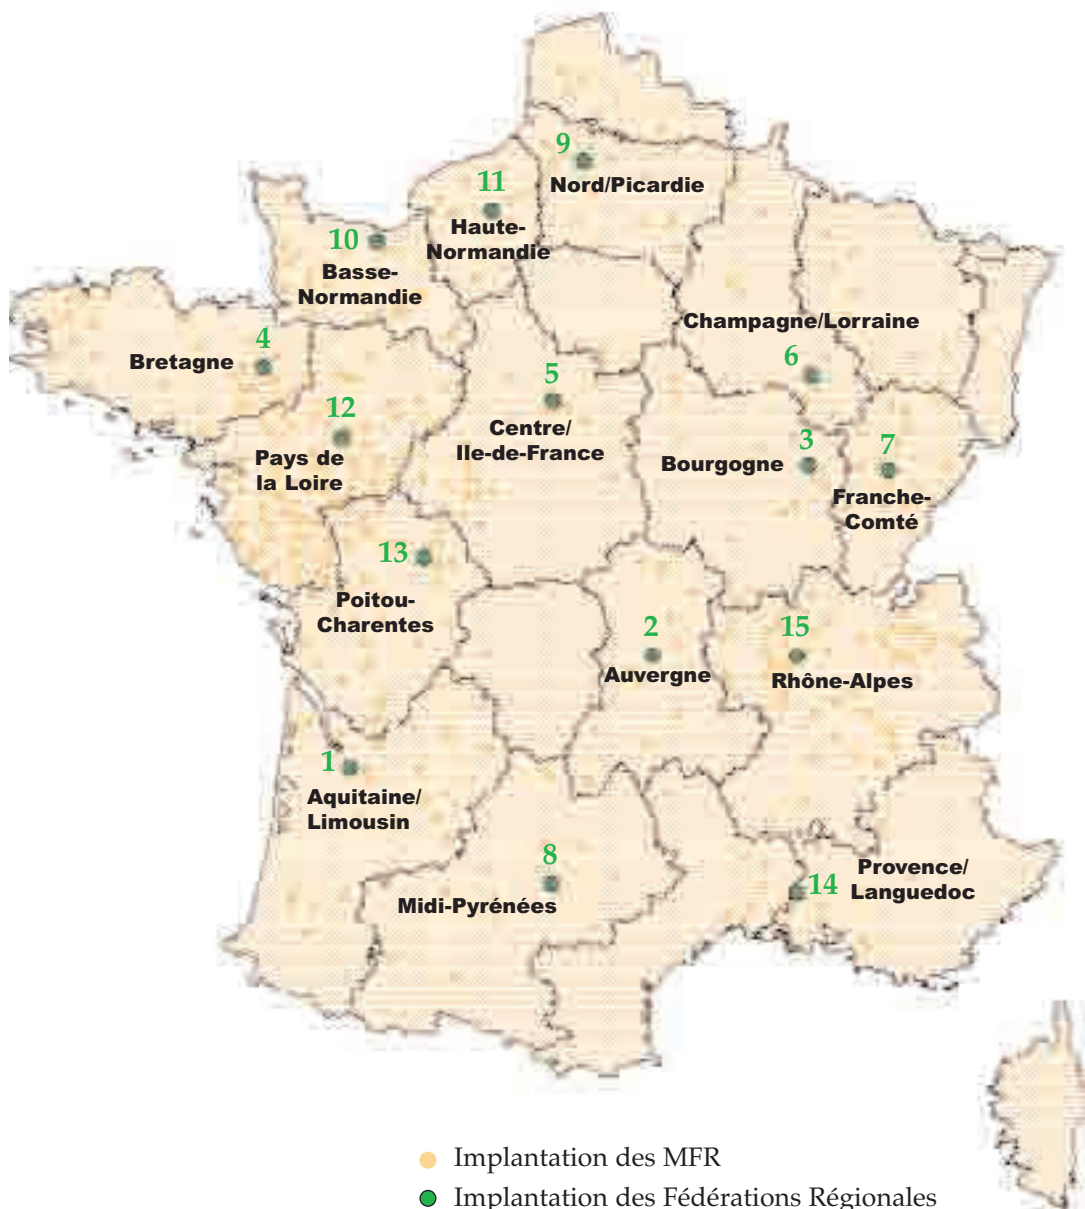 9
Nord/Picardie
11
Haute-
Normandie
10
Basse-
Normandie
Champagne/Lorraine
6
4
Bretagne
5
Centre/
Ile-de-France
12
Pays de
la Loire
3
Bourgogne
7
Franche-
Comté
13
Poitou-
Charentes
2
Auvergne
15
Rhône-Alpes
1
Aquitaine/
Limousin
8
Midi-Pyrénées
14
Provence/
Languedoc
Implantation des MFR
Implantation des Fédérations Régionales